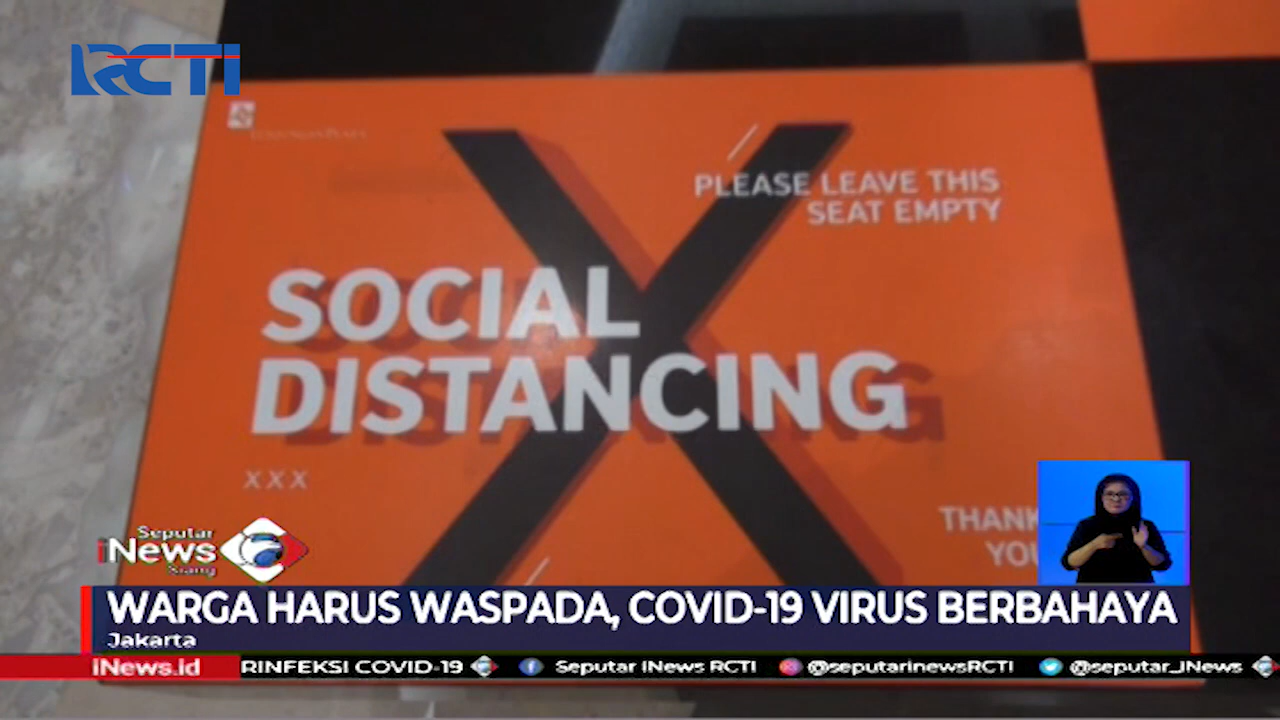 RCTI
PLEASE LEAVE THIS
SEAT EMPTY
SOCIAL
DISTANCING
XXX
THANK
YOU
Seputar
iNews
Siang
WARGA HARUS WASPADA, COVID-19 VIRUS BERBAHAYA
Jakarta
iNews.id RINFEKSI COVID-19 Seputar iNews RCTI @seputarinewsRCTI @seputar_iNews